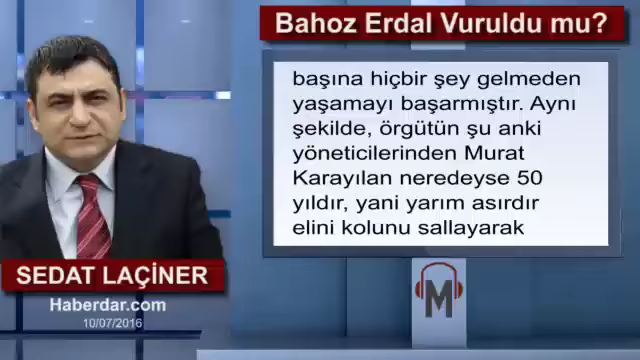 Bahoz Erdal Vuruldu mu?
başına hiçbir şey gelmeden
yaşamayı başarmıştır. Aynı
şekilde, örgütün şu anki
yöneticilerinden Murat
Karayılan neredeyse 50
yıldır, yani yarım asırdır
elini kolunu sallayarak
SEDAT LAÇİNER
Haberdar.com
10/07/2016
M